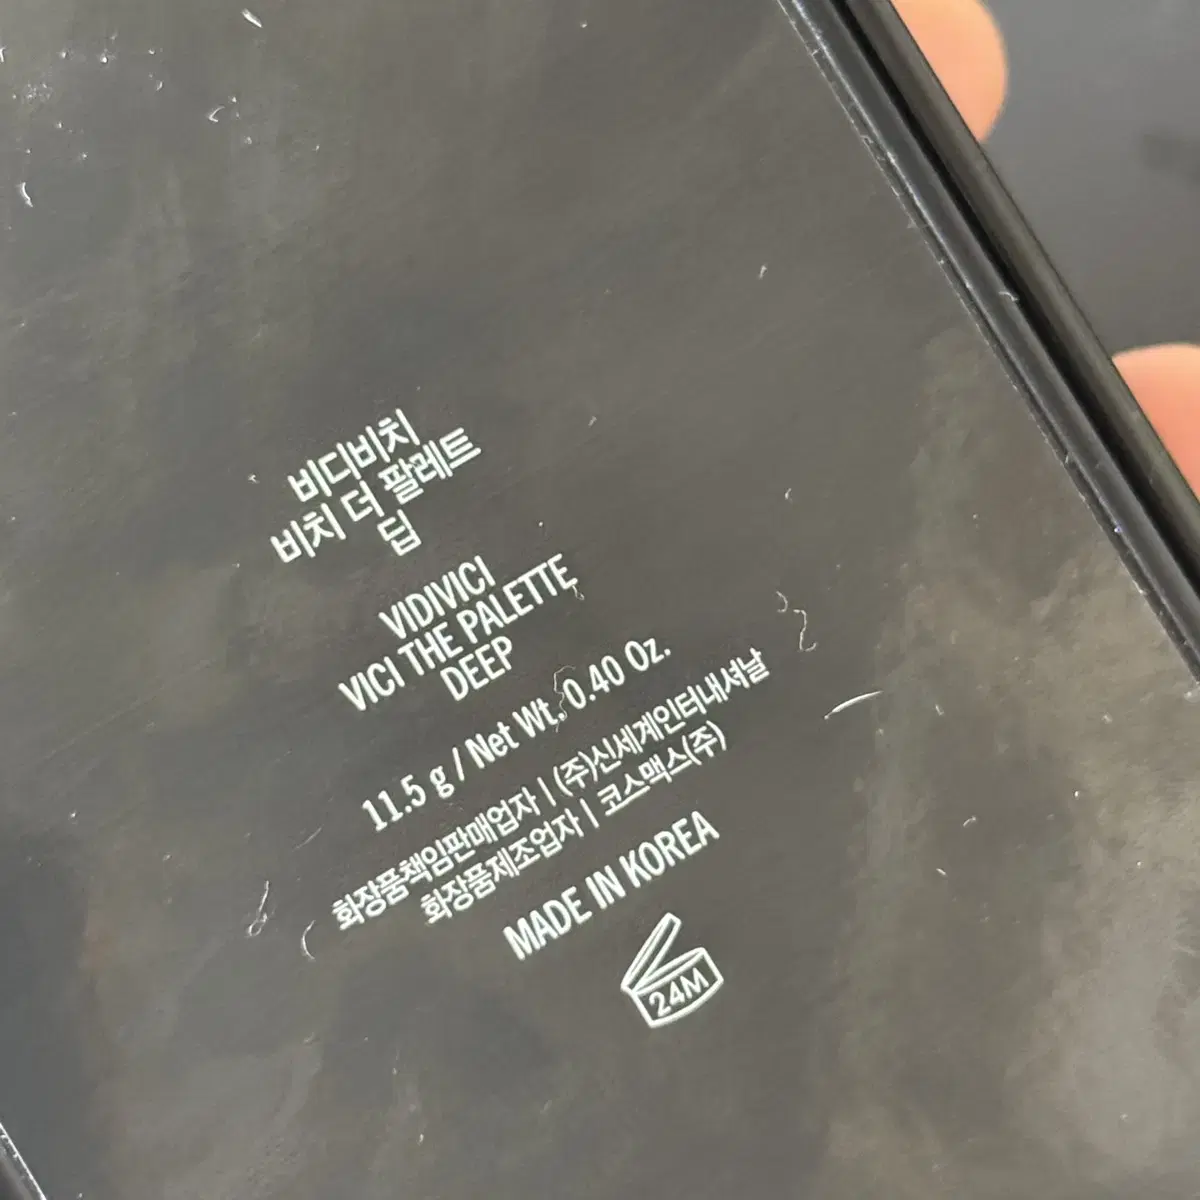 비디비치
비치 더 팔레트
딥
VIDIVICI
VICI THE PALETTE
DEEP
11.5 g / Net Wt. 0.40 Oz.
화장품책임판매업자 | (주)신세계인터내셔날
화장품제조업자 | 코스맥스(주)
MADE IN KOREA
24M